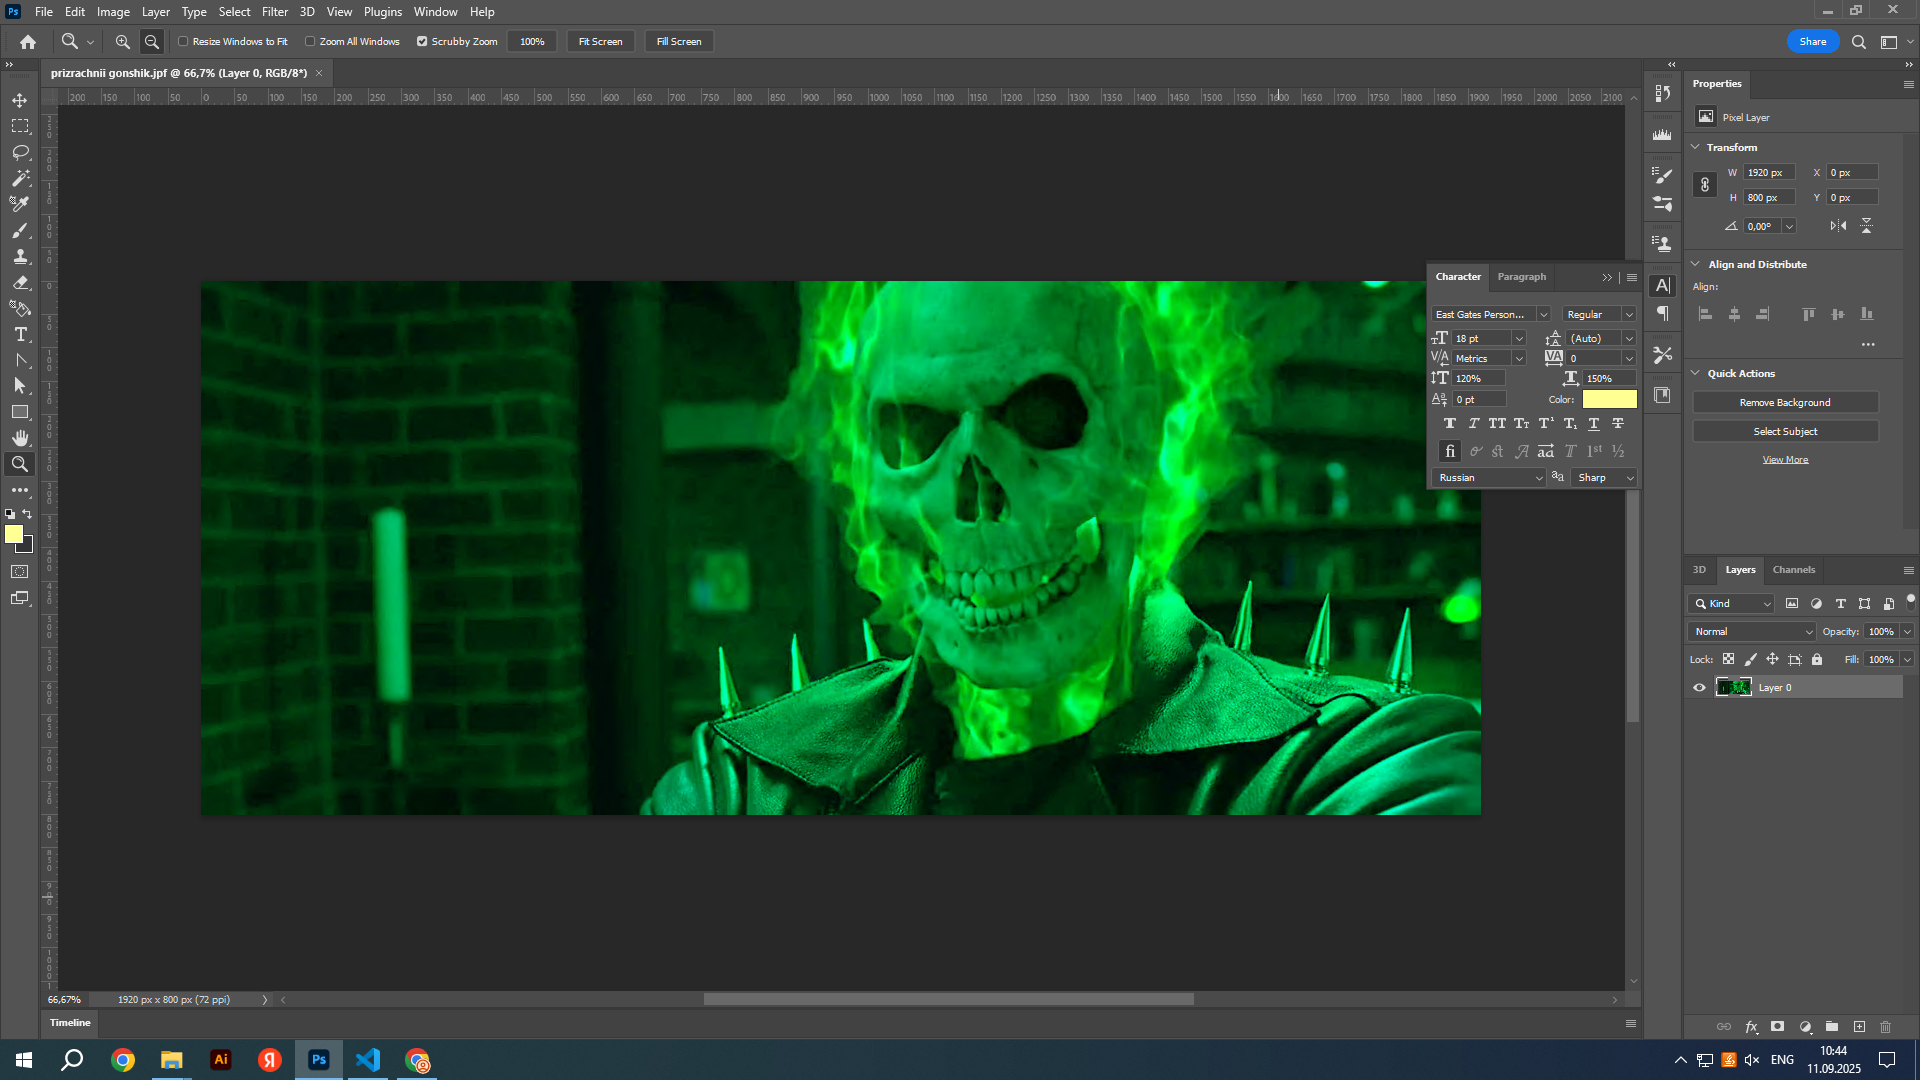 File Edit Image Layer Type Select Filter 3D View Plugins Window Help
Resize Windows to Fit Zoom All Windows Scrubby Zoom 100% Fit Screen Fill Screen Share
prizrachnii gonshik.jpf @ 66,7% (Layer 0, RGB/8*)
200 150 100 50 0 50 100 150 200 250 300 350 400 450 500 550 600 650 700 750 800 850 900 950 1000 1050 1100 1150 1200 1250 1300 1350 1400 1450 1500 1550 1600 1650 1700 1750 1800 1850 1900 1950 2000 2050 2100
Properties
Pixel Layer
Transform
W 1920 px X 0 px
H 800 px Y 0 px
0,00°
Align and Distribute
Align:
Quick Actions
Remove Background
Select Subject
View More
Character Paragraph
East Gates Person... Regular
18 pt (Auto)
Metrics 0
120% 150%
0 pt Color:
Russian Sharp
3D Layers Channels
Kind
Normal Opacity: 100%
Lock: Fill: 100%
Layer 0
66,67% 1920 px x 800 px (72 ppi)
Timeline
ENG
10:44
11.09.2025